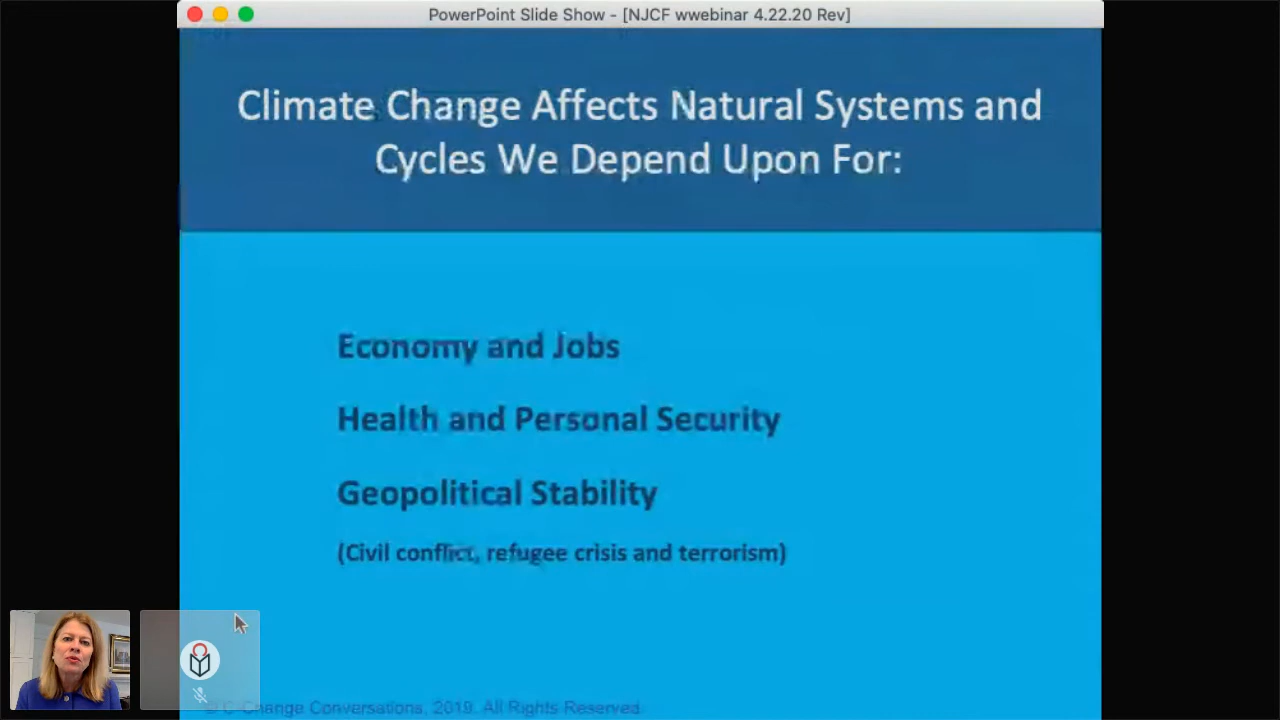 PowerPoint Slide Show - [NJCF wwebinar 4.22.20 Rev]
Climate Change Affects Natural Systems and
Cycles We Depend Upon For:
Economy and Jobs
Health and Personal Security
Geopolitical Stability
(Civil conflict, refugee crisis and terrorism)
© C-Change Conversations, 2019. All Rights Reserved.